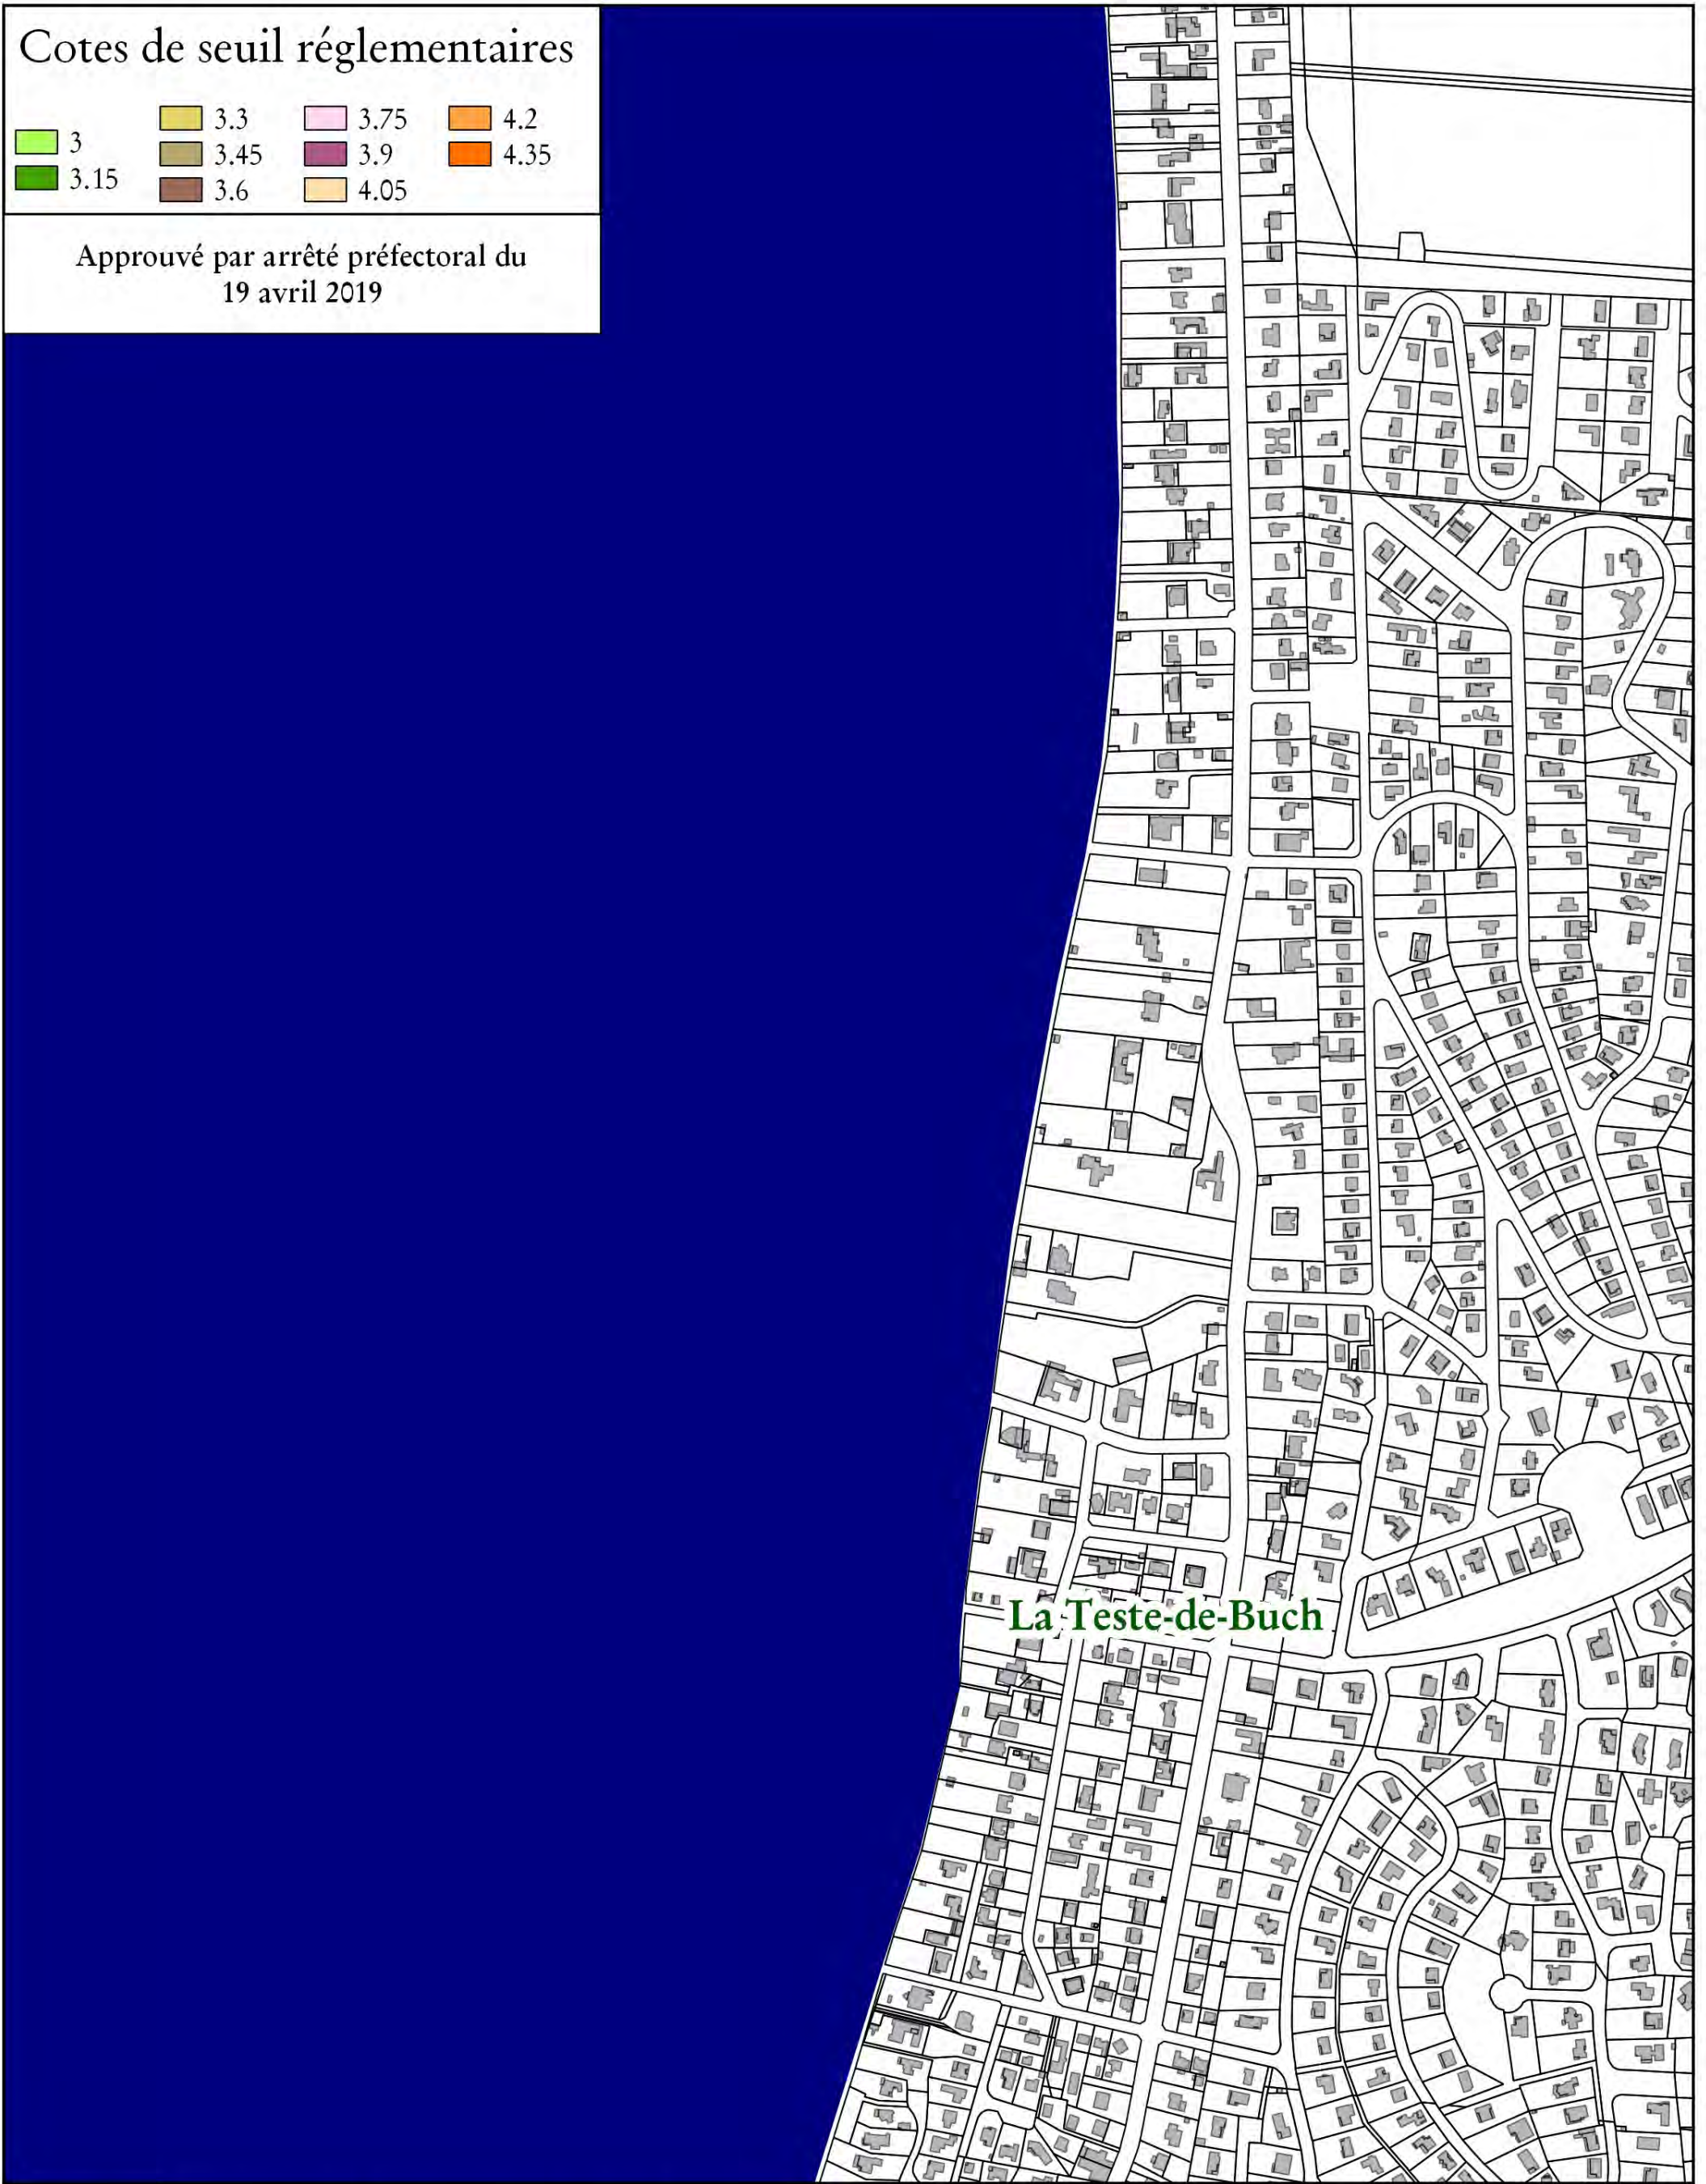 Cotes de seuil réglementaires
3
3.15
3.3
3.45
3.6
3.75
3.9
4.05
4.2
4.35
Approuvé par arrêté préfectoral du
19 avril 2019
La Teste-de-Buch